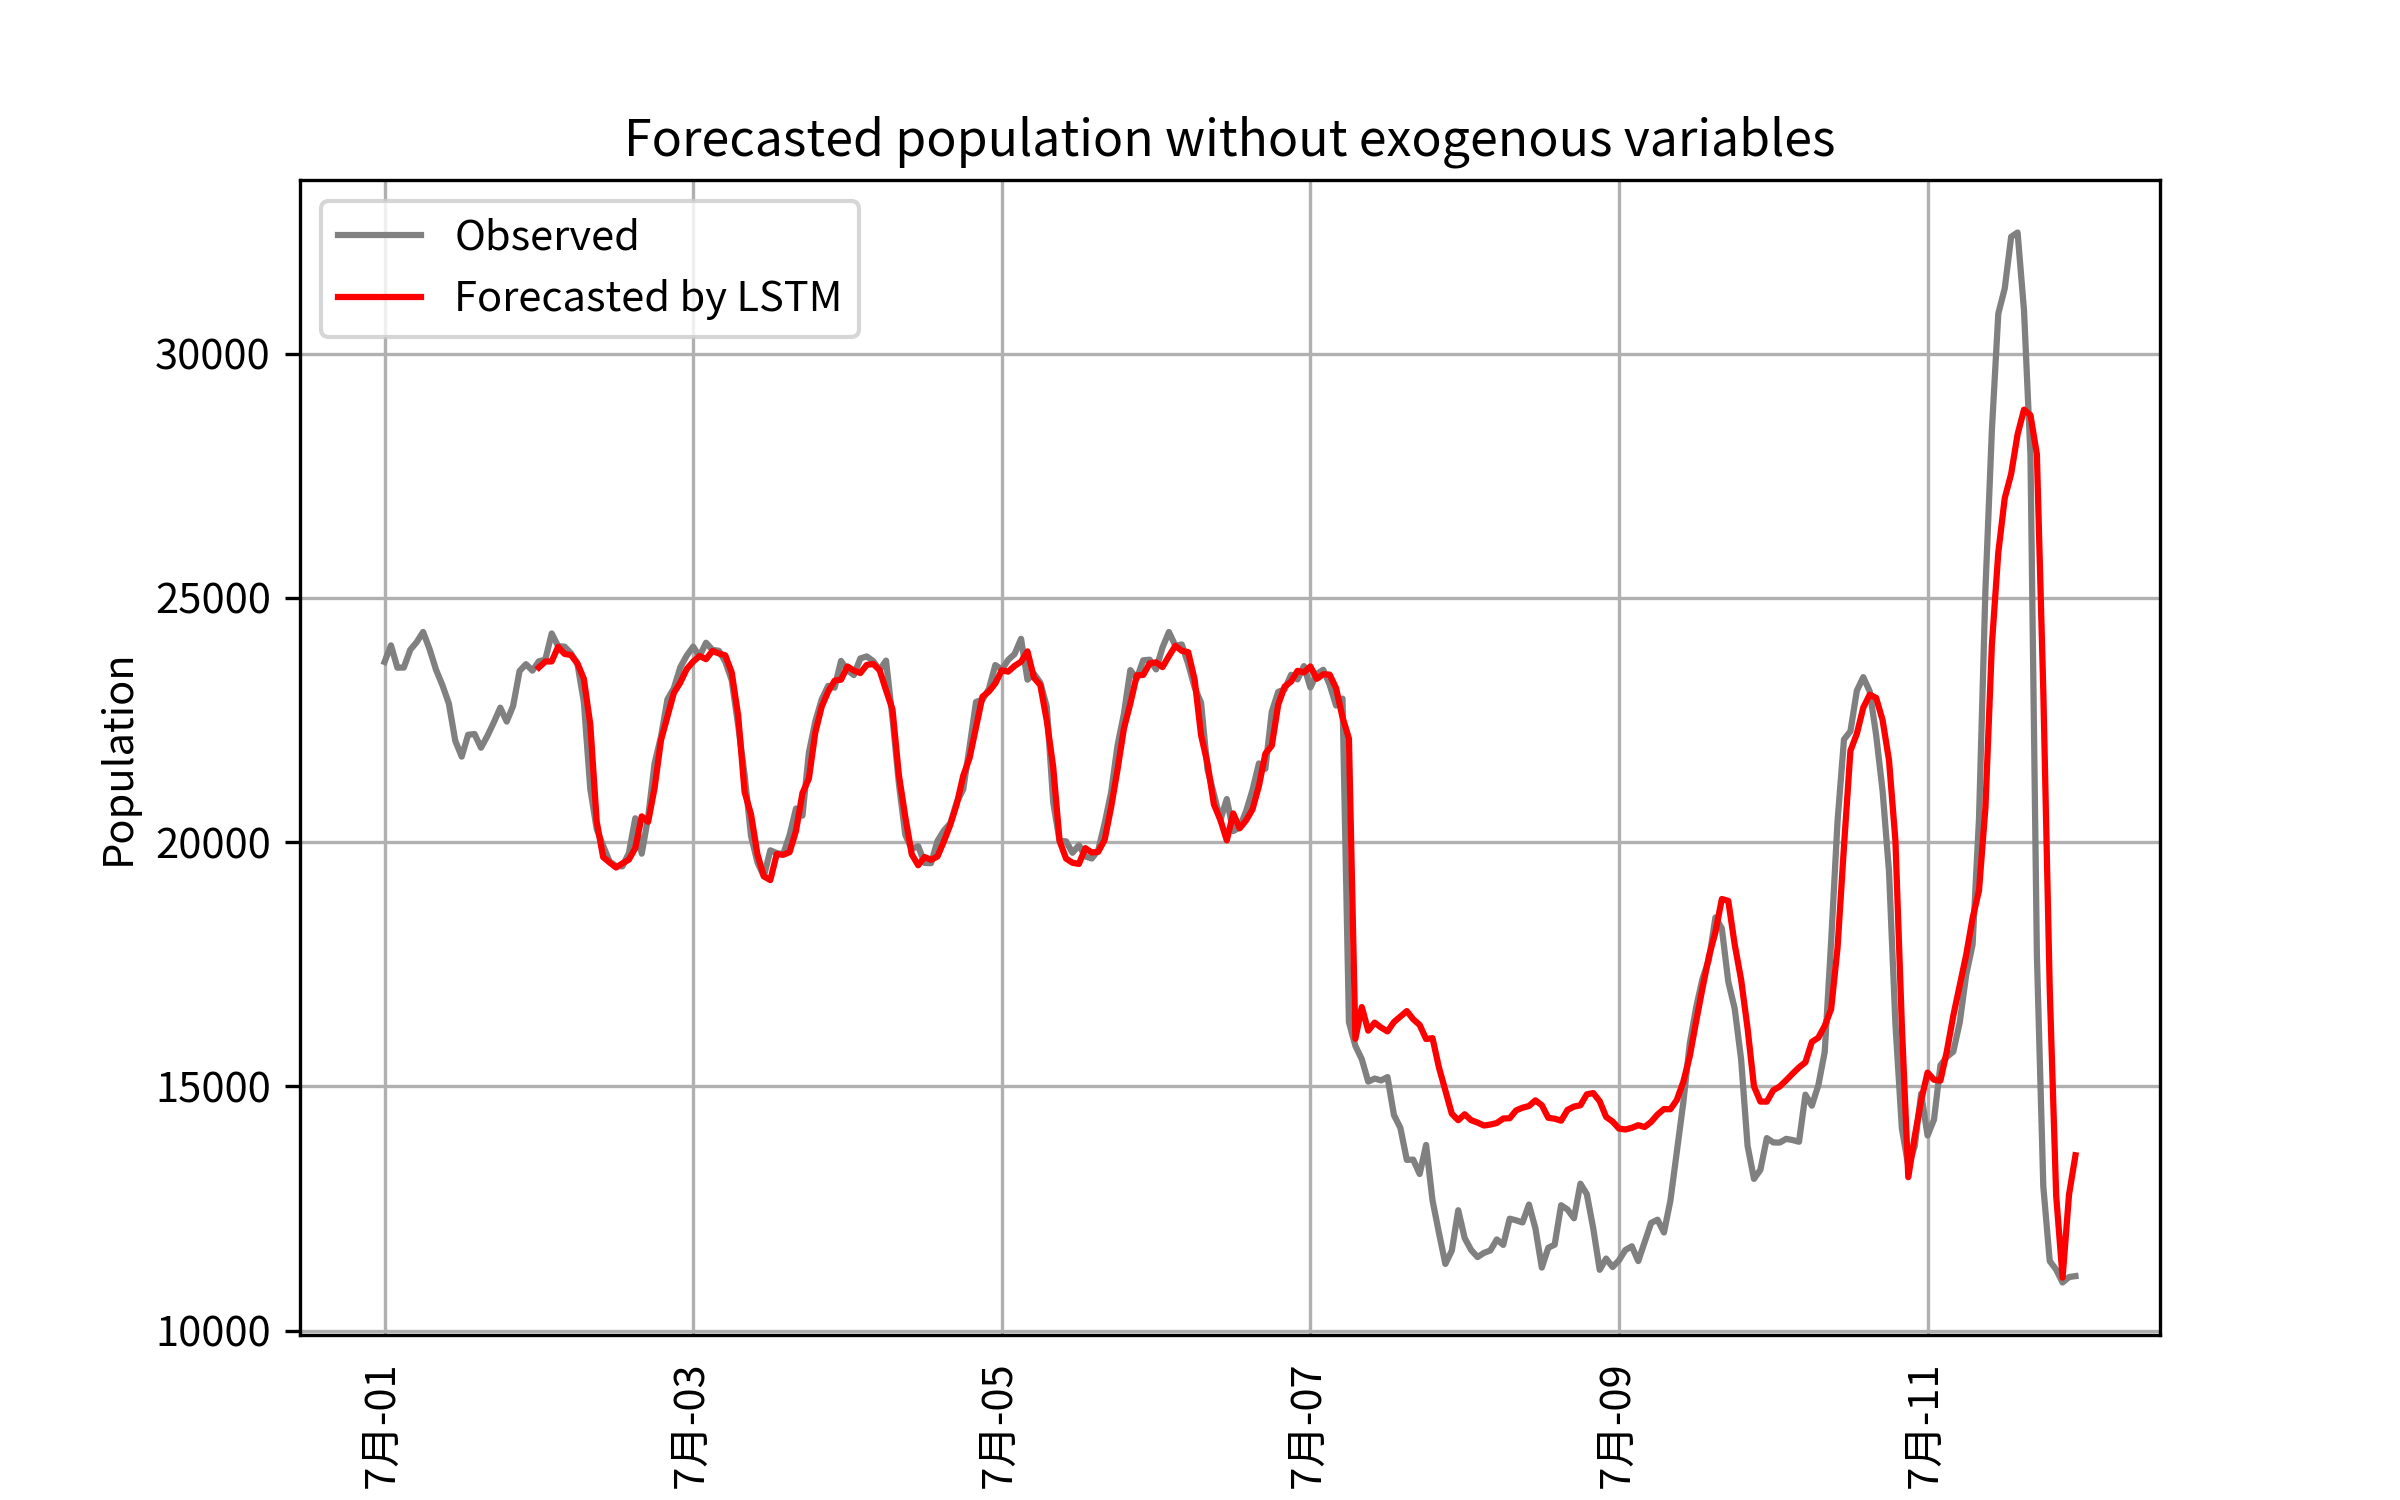 Forecasted population without exogenous variables
Observed
Forecasted by LSTM
Population
30000
25000
20000
15000
10000
7月-01
7月-03
7月-05
7月-07
7月-09
7月-11